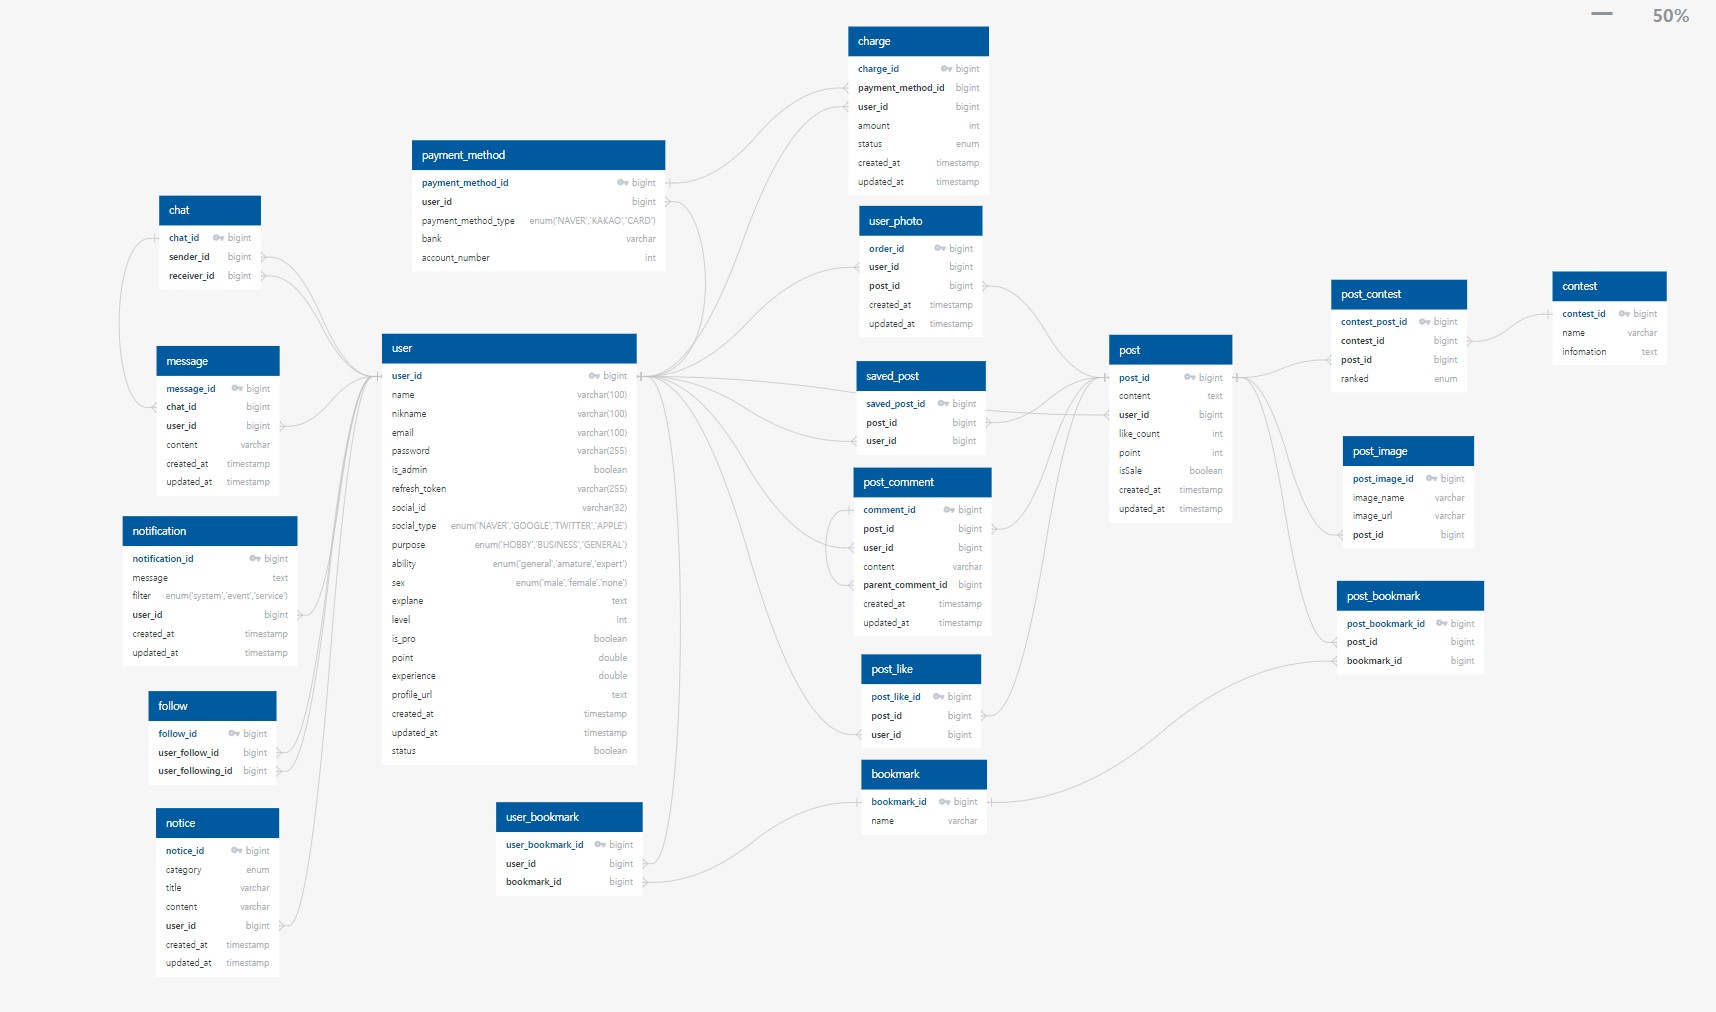 50%
charge
charge_id bigint
payment_method_id bigint
user_id bigint
amount int
status enum
created_at timestamp
updated_at timestamp
payment_method
payment_method_id bigint
user_id bigint
payment_method_type enum('NAVER','KAKAO','CARD')
bank varchar
account_number int
chat
chat_id bigint
sender_id bigint
receiver_id bigint
user_photo
order_id bigint
user_id bigint
post_id bigint
created_at timestamp
updated_at timestamp
post_contest
contest_post_id bigint
contest_id bigint
post_id bigint
ranked enum
contest
contest_id bigint
name varchar
infomation text
message
message_id bigint
chat_id bigint
user_id bigint
content varchar
created_at timestamp
updated_at timestamp
user
user_id bigint
name varchar(100)
nikname varchar(100)
email varchar(100)
password varchar(255)
is_admin boolean
refresh_token varchar(255)
social_id varchar(32)
social_type enum('NAVER','GOOGLE','TWITTER','APPLE')
purpose enum('HOBBY','BUSINESS','GENERAL')
ability enum('general','amature','expert')
sex enum('male','female','none')
explane text
level int
is_pro boolean
point double
experience double
profile_url text
created_at timestamp
updated_at timestamp
status boolean
saved_post
saved_post_id bigint
post_id bigint
user_id bigint
post
post_id bigint
content text
user_id bigint
like_count int
point int
isSale boolean
created_at timestamp
updated_at timestamp
post_image
post_image_id bigint
image_name varchar
image_url varchar
post_id bigint
post_comment
comment_id bigint
post_id bigint
user_id bigint
content varchar
parent_comment_id bigint
created_at timestamp
updated_at timestamp
notification
notification_id bigint
message text
filter enum('system','event','service')
user_id bigint
created_at timestamp
updated_at timestamp
post_bookmark
post_bookmark_id bigint
post_id bigint
bookmark_id bigint
post_like
post_like_id bigint
post_id bigint
user_id bigint
follow
follow_id bigint
user_follow_id bigint
user_following_id bigint
bookmark
bookmark_id bigint
name varchar
user_bookmark
user_bookmark_id bigint
user_id bigint
bookmark_id bigint
notice
notice_id bigint
category enum
title varchar
content varchar
user_id bigint
created_at timestamp
updated_at timestamp